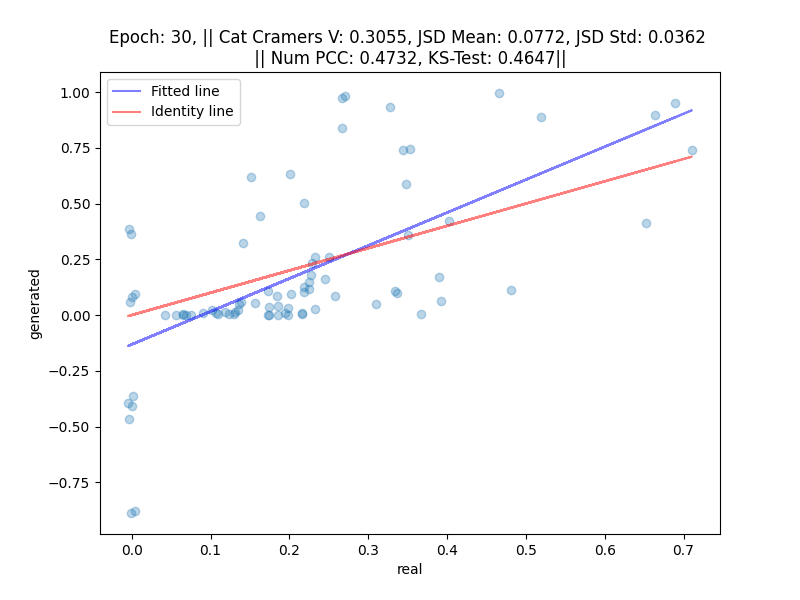 Epoch: 30, || Cat Cramers V: 0.3055, JSD Mean: 0.0772, JSD Std: 0.0362
|| Num PCC: 0.4732, KS-Test: 0.4647||
Fitted line
Identity line
1.00
0.75
0.50
0.25
0.00
−0.25
−0.50
−0.75
generated
0.0 0.1 0.2 0.3 0.4 0.5 0.6 0.7
real